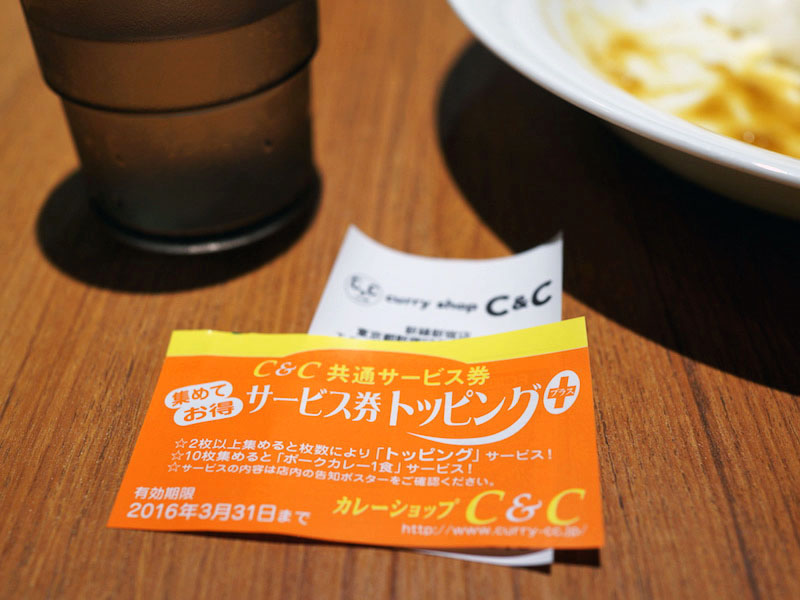 curry shop C&C
C&C 共通サービス券
集めて
お得
サービス券トッピング
プラス
☆2枚以上集めると枚数により「トッピング」サービス!
☆10枚集めると「ポークカレー1食」サービス!
☆サービスの内容は店内の告知ポスターをご確認ください。
有効期限
2016年3月31日まで
カレーショップ C&C
http://www.curry-cc.jp/